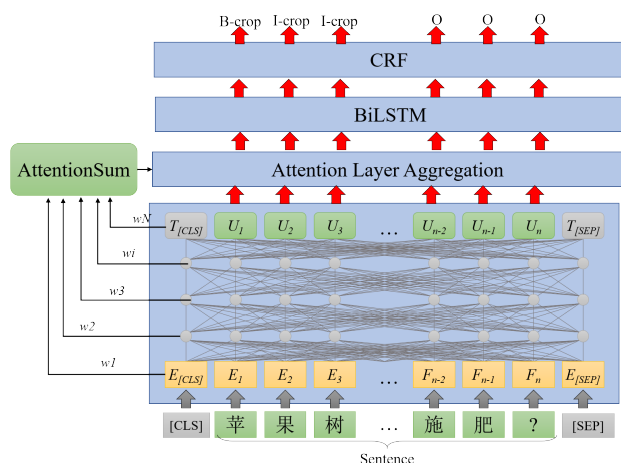 B-crop I-crop I-crop O O O
CRF
BiLSTM
AttentionSum
Attention Layer Aggregation
wN T[CLS] U1 U2 U3 … Un-2 Un-1 Un T[SEP]
wi
w3
w2
w1
E[CLS] E1 E2 E3 … Fn-2 Fn-1 Fn E[SEP]
[CLS] 苹 果 树 … 施 肥 ? [SEP]
Sentence